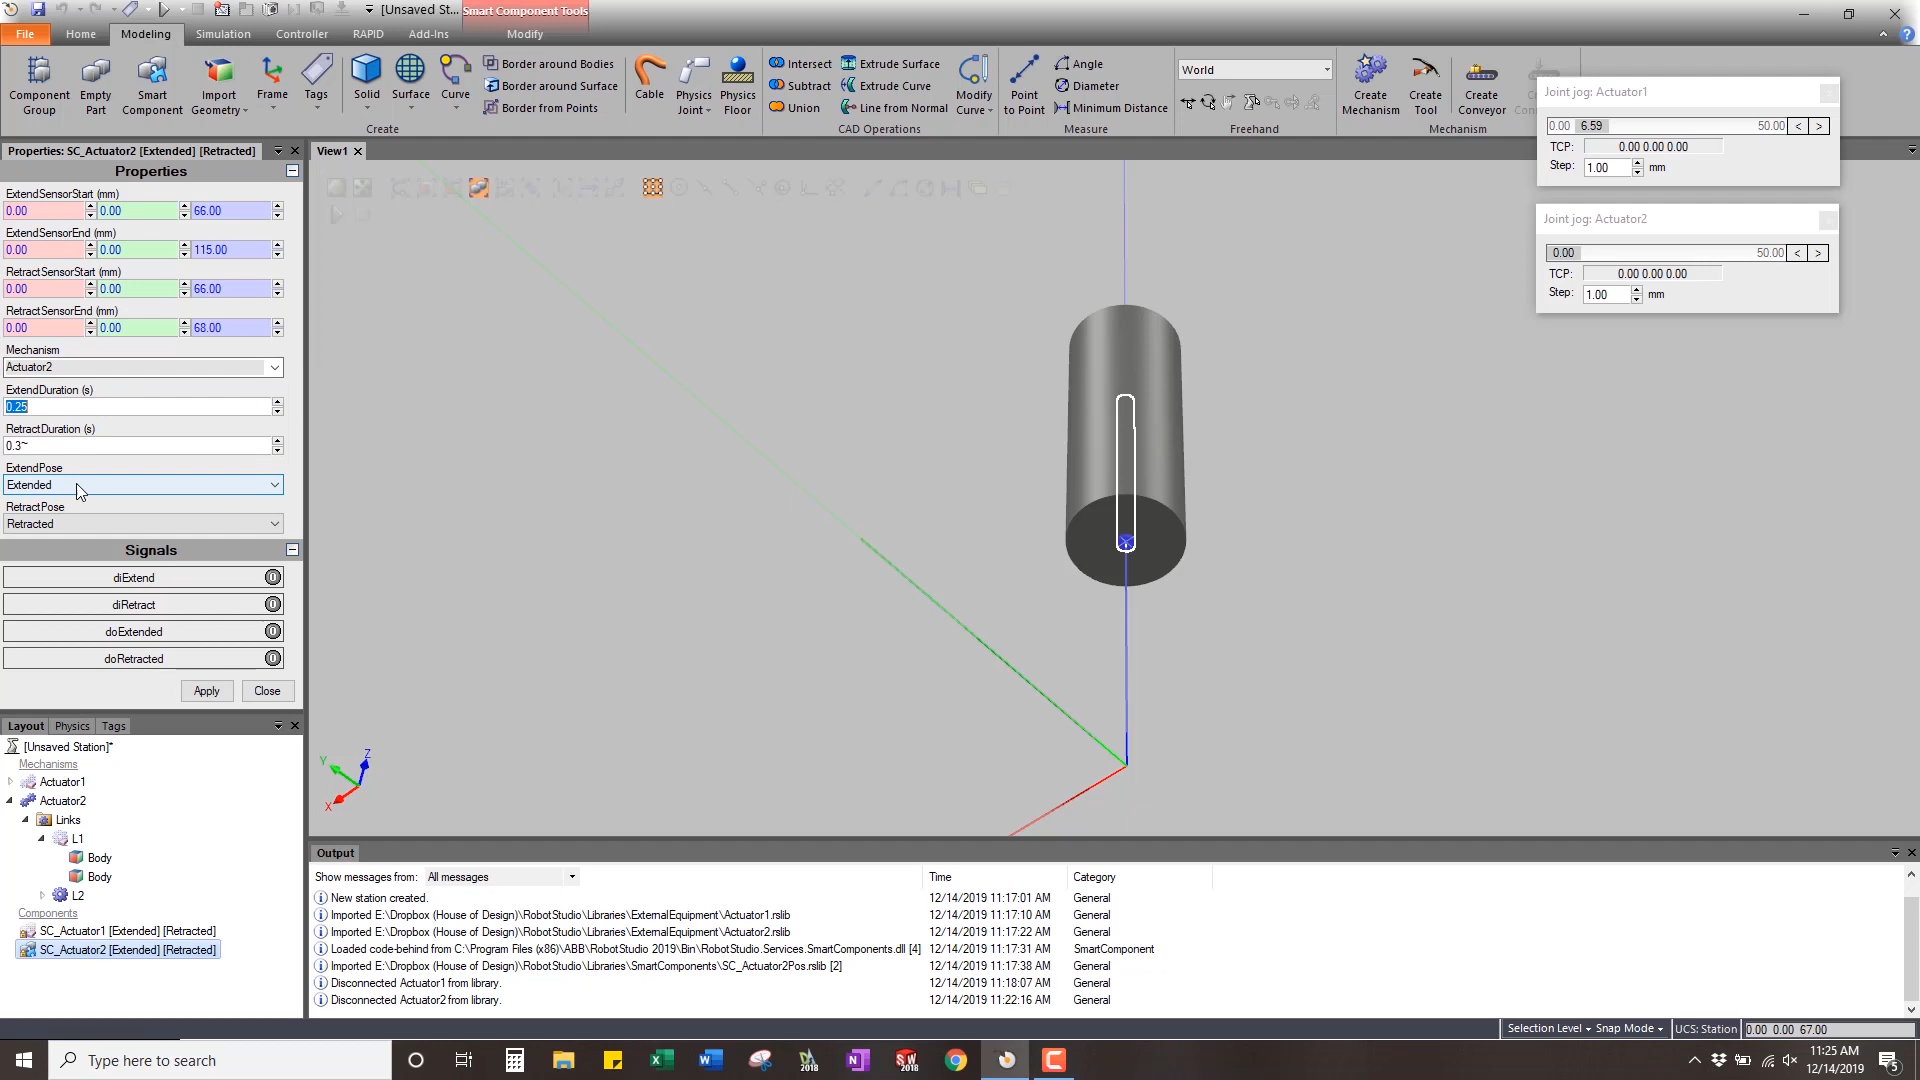 [Unsaved St...
Smart Component Tools
File
Home
Modeling
Simulation
Controller
RAPID
Add-Ins
Modify
Component Group
Empty Part
Smart Component
Import Geometry
Frame
Tags
Solid
Surface
Curve
Border around Bodies
Border around Surface
Border from Points
Create
Cable
Physics Joint
Physics Floor
Intersect
Subtract
Union
Extrude Surface
Extrude Curve
Line from Normal
CAD Operations
Modify Curve
Point to Point
Angle
Diameter
Minimum Distance
Measure
World
Freehand
Create Mechanism
Create Tool
Create Conveyor
Mechanism
Joint jog: Actuator1
0.00 6.59 50.00 < >
TCP: 0.00 0.00 0.00
Step: 1.00 mm
Joint jog: Actuator2
0.00 50.00 < >
TCP: 0.00 0.00 0.00
Step: 1.00 mm
Properties: SC_Actuator2 [Extended] [Retracted]
View1
Properties
ExtendSensorStart (mm)
0.00 0.00 66.00
ExtendSensorEnd (mm)
0.00 0.00 115.00
RetractSensorStart (mm)
0.00 0.00 66.00
RetractSensorEnd (mm)
0.00 0.00 68.00
Mechanism
Actuator2
ExtendDuration (s)
0.25
RetractDuration (s)
0.3~
ExtendPose
Extended
RetractPose
Retracted
Signals
diExtend 0
diRetract 0
doExtended 0
doRetracted 0
Apply Close
Layout Physics Tags
[Unsaved Station]*
Mechanisms
Actuator1
Actuator2
Links
L1
Body
Body
L2
Components
SC_Actuator1 [Extended] [Retracted]
SC_Actuator2 [Extended] [Retracted]
Z
Y
X
Output
Show messages from: All messages Time Category
New station created. 12/14/2019 11:17:01 AM General
Imported E:\Dropbox (House of Design)\RobotStudio\Libraries\ExternalEquipment\Actuator1.rslib 12/14/2019 11:17:10 AM General
Imported E:\Dropbox (House of Design)\RobotStudio\Libraries\ExternalEquipment\Actuator2.rslib 12/14/2019 11:17:22 AM General
Loaded code-behind from C:\Program Files (x86)\ABB\RobotStudio 2019\Bin\RobotStudio.Services.SmartComponents.dll [4] 12/14/2019 11:17:31 AM SmartComponent
Imported E:\Dropbox (House of Design)\RobotStudio\Libraries\SmartComponents\SC_Actuator2Pos.rslib [2] 12/14/2019 11:17:38 AM General
Disconnected Actuator1 from library. 12/14/2019 11:18:07 AM General
Disconnected Actuator2 from library. 12/14/2019 11:22:16 AM General
Selection Level Snap Mode UCS: Station 0.00 0.00 67.00
Type here to search
2018
2018
11:25 AM
12/14/2019
5